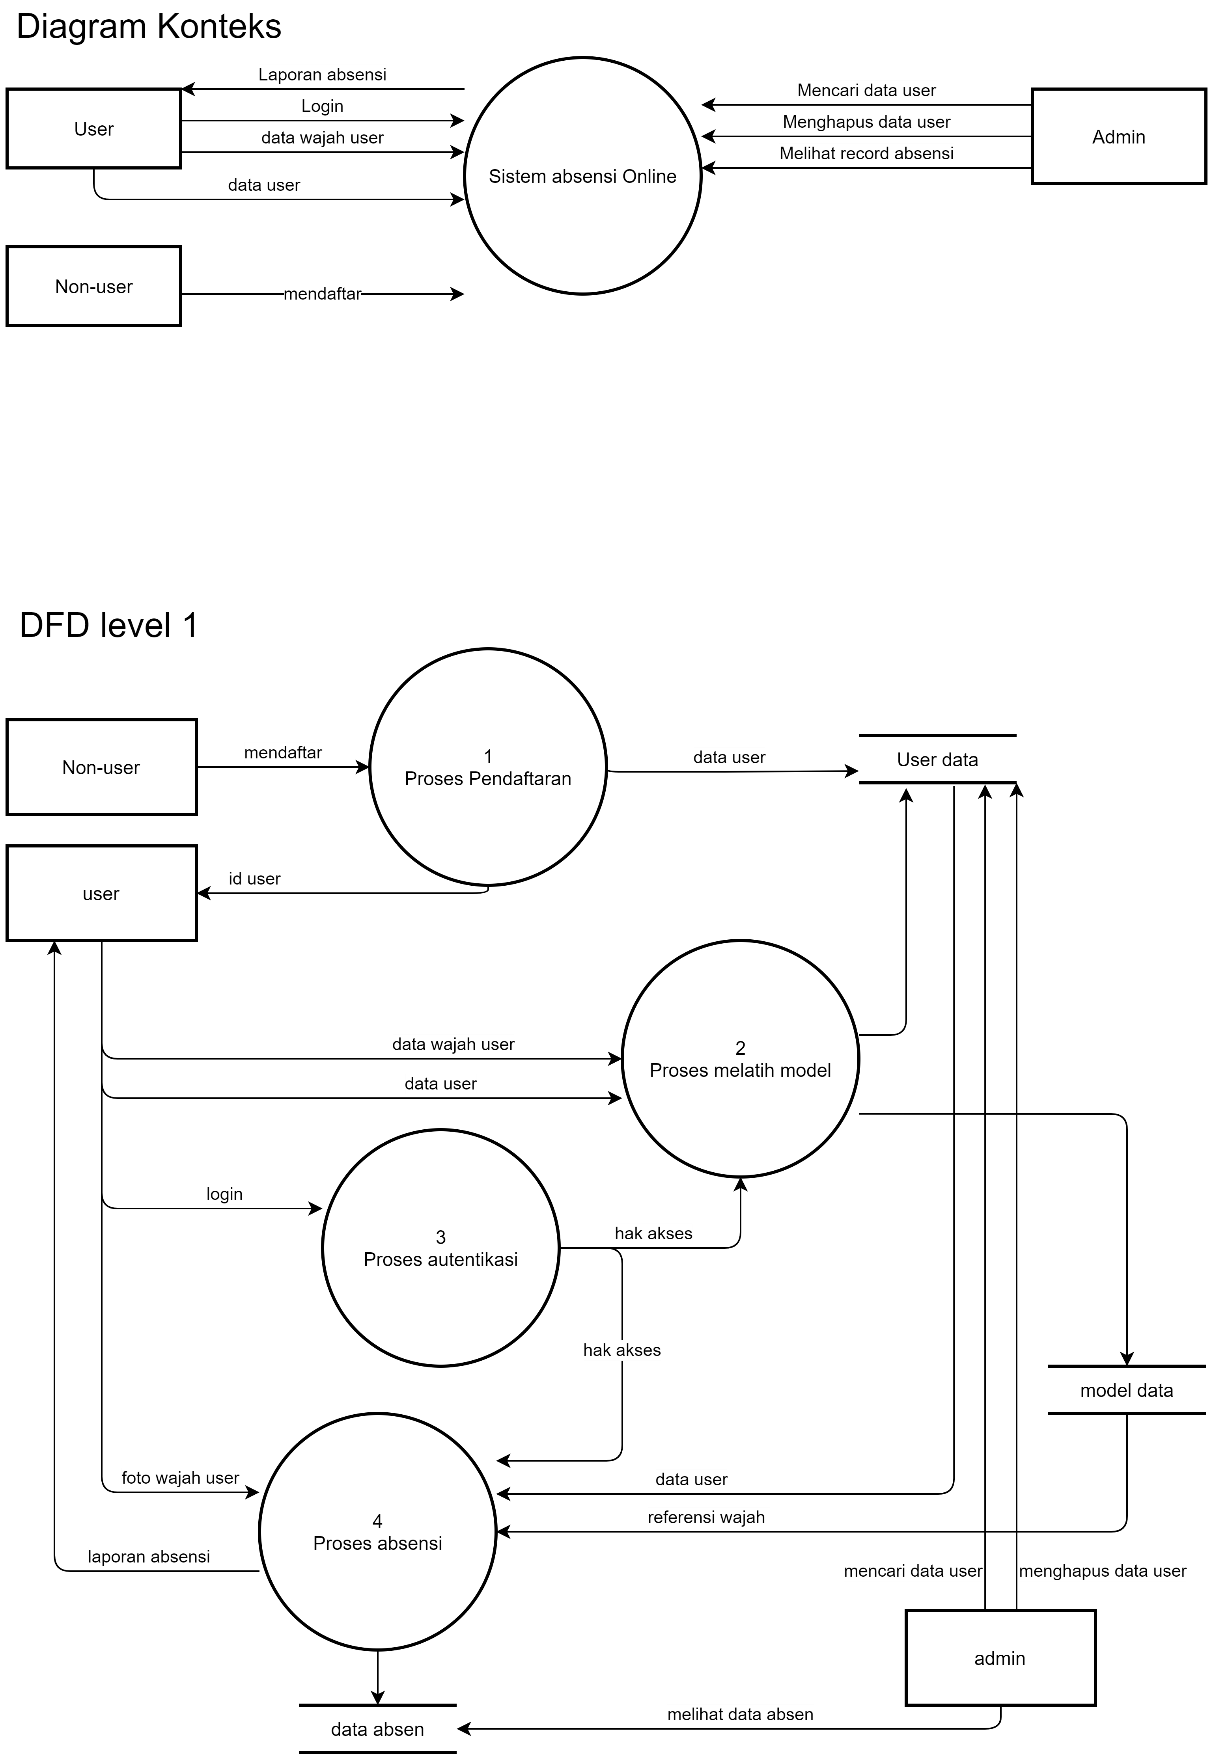 Diagram Konteks
Laporan absensi
Login
data wajah user
data user
User
Sistem absensi Online
Mencari data user
Menghapus data user
Melihat record absensi
Admin
Non-user
mendaftar
DFD level 1
Non-user
mendaftar
1
Proses Pendaftaran
data user
User data
user
id user
data wajah user
data user
2
Proses melatih model
login
3
Proses autentikasi
hak akses
hak akses
model data
foto wajah user
4
Proses absensi
data user
referensi wajah
laporan absensi
mencari data user
menghapus data user
admin
melihat data absen
data absen